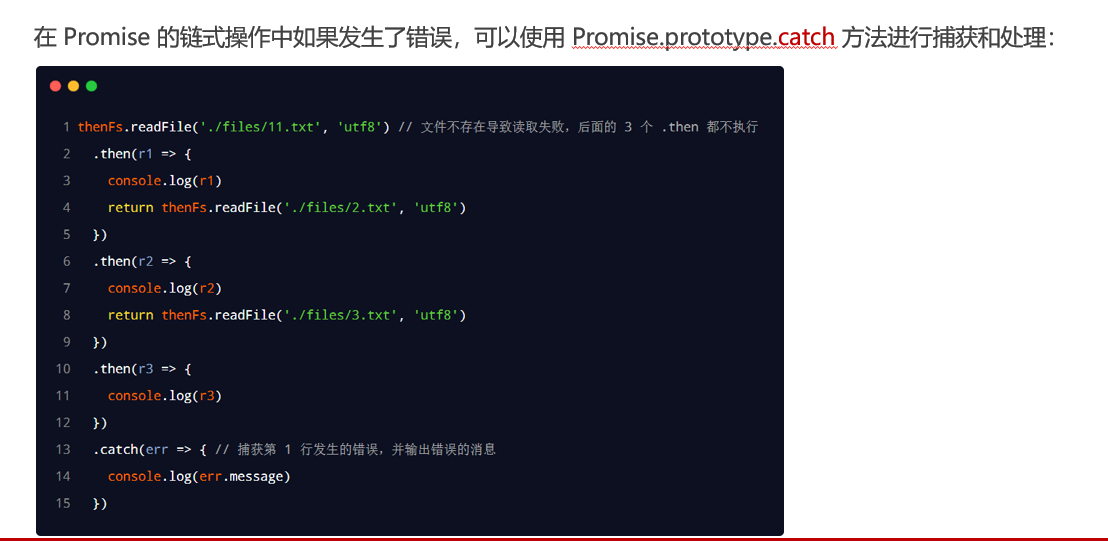 在 Promise 的链式操作中如果发生了错误，可以使用 Promise.prototype.catch 方法进行捕获和处理：
1 thenFs.readFile('./files/11.txt', 'utf8') // 文件不存在导致读取失败，后面的 3 个 .then 都不执行
2 .then(r1 => {
3 console.log(r1)
4 return thenFs.readFile('./files/2.txt', 'utf8')
5 })
6 .then(r2 => {
7 console.log(r2)
8 return thenFs.readFile('./files/3.txt', 'utf8')
9 })
10 .then(r3 => {
11 console.log(r3)
12 })
13 .catch(err => { // 捕获第 1 行发生的错误，并输出错误的消息
14 console.log(err.message)
15 })